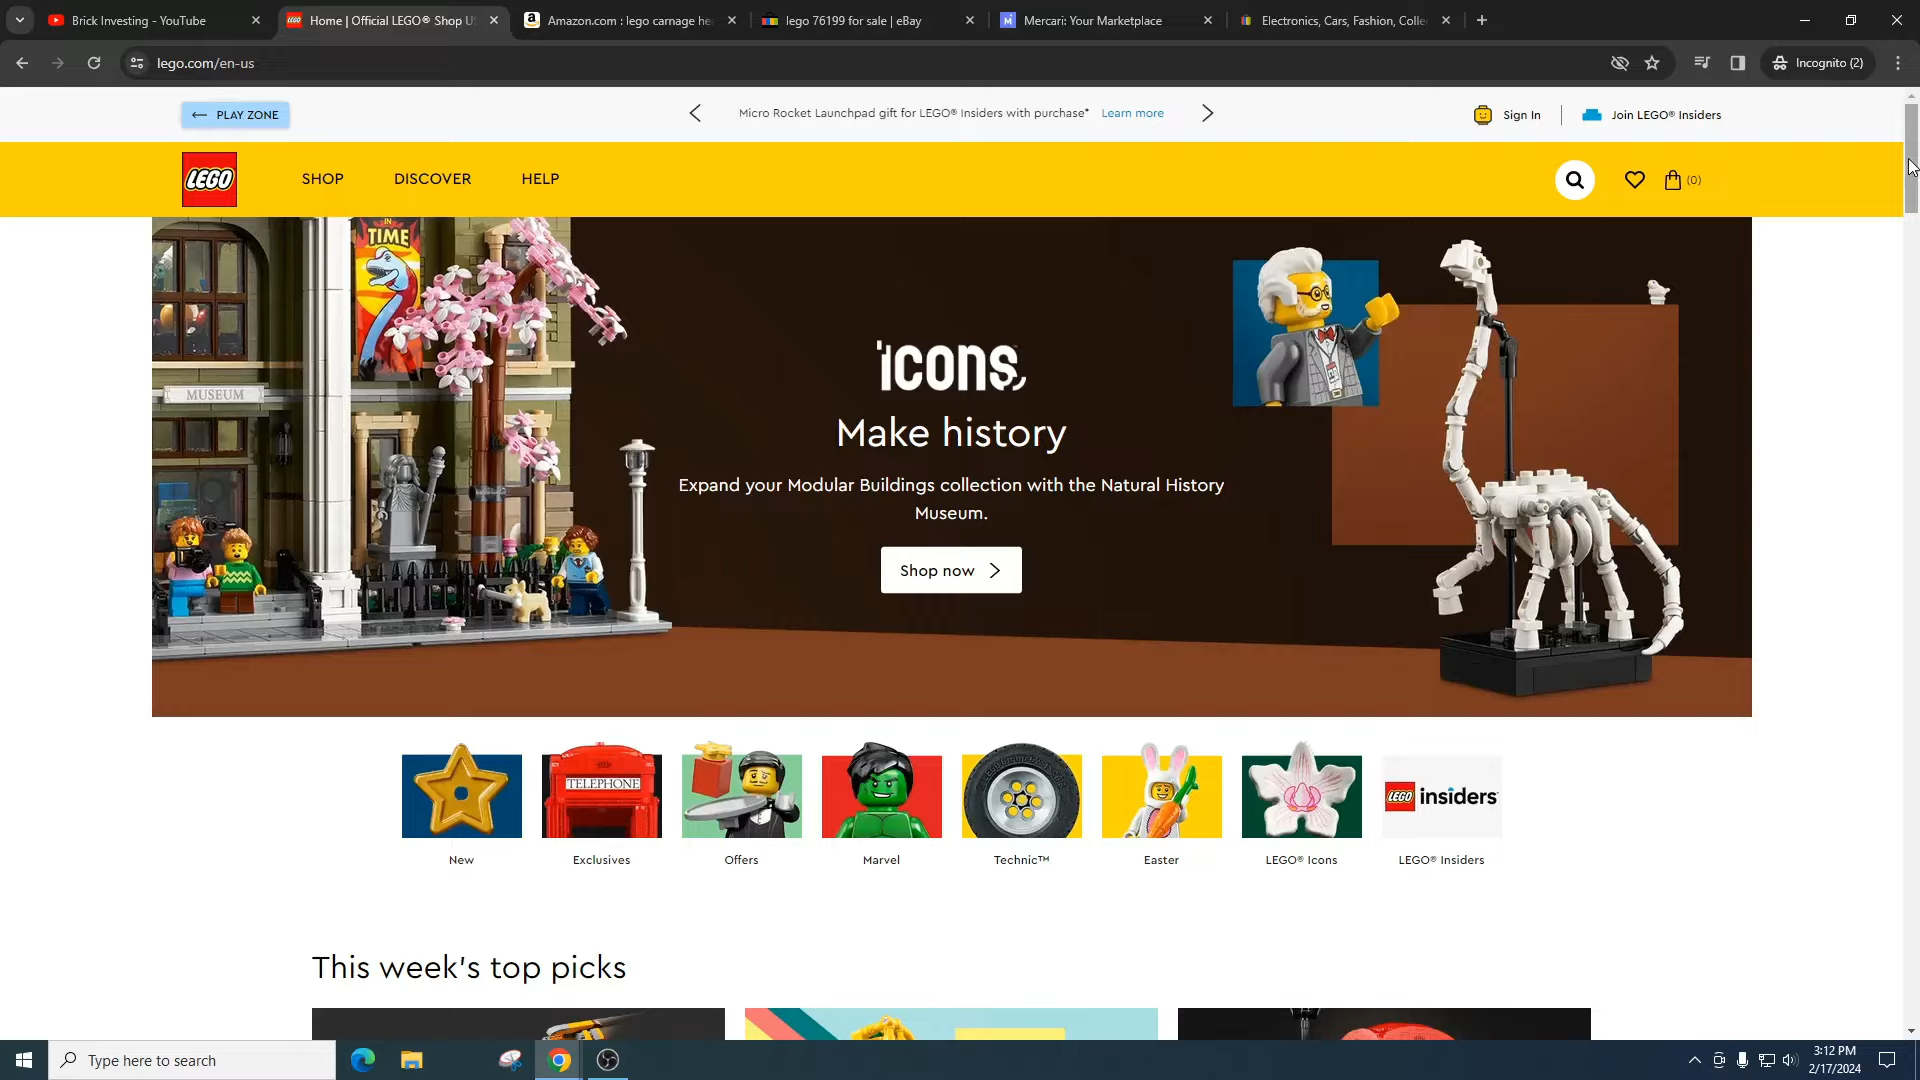 Brick Investing - YouTube
Home | Official LEGO® Shop U
Amazon.com : lego carnage he
lego 76199 for sale | eBay
Mercari: Your Marketplace
Electronics, Cars, Fashion, Colle
lego.com/en-us
Incognito (2)
PLAY ZONE
Micro Rocket Launchpad gift for LEGO® Insiders with purchase* Learn more
Sign In
Join LEGO® Insiders
LEGO
SHOP
DISCOVER
HELP
(0)
IN
TIME
MUSEUM
icons
Make history
Expand your Modular Buildings collection with the Natural History
Museum.
Shop now
TELEPHONE
LEGO insiders
New
Exclusives
Offers
Marvel
Technic™
Easter
LEGO® Icons
LEGO® Insiders
This week's top picks
Type here to search
3:12 PM
2/17/2024